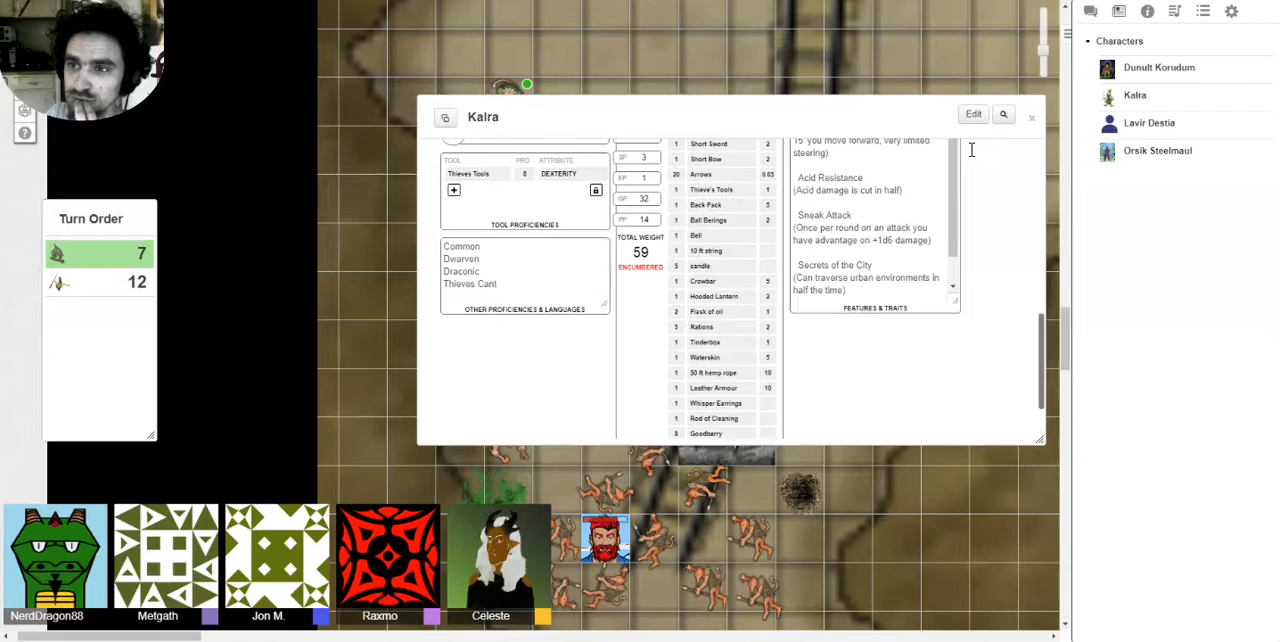 Characters
Dunult Korudum
Kalra
Lavir Destia
Orsik Steelmaul
Kalra
Edit
Turn Order
7
12
TOOL PRO ATTRIBUTE
Thieves Tools 8 DEXTERITY
TOOL PROFICIENCIES
Common
Dwarven
Draconic
Thieves Cant
OTHER PROFICIENCIES & LANGUAGES
SP 3
EP 1
GP 32
PP 14
TOTAL WEIGHT
59
ENCUMBERED
1 Short Sword 2
1 Short Bow 2
20 Arrows 0.05
1 Thieve's Tools 1
1 Back Pack 5
1 Ball Berings 2
1 Bell
1 10 ft string
5 candle
1 Crowbar 5
1 Hooded Lantern 2
2 Flask of oil 1
Rations 2
1 Tinderbox 1
1 Waterskin 5
1 50 ft hemp rope 10
1 Leather Armour 10
1 Whisper Earrings
1 Rod of Cleaning
8 Goodberry
15' you move forward, very limited
steering)
Acid Resistance
(Acid damage is cut in half)
Sneak Attack
(Once per round on an attack you
have advantage on +1d6 damage)
Secrets of the City
(Can traverse urban environments in
half the time)
FEATURES & TRAITS
NerdDragon88
Metgath
Jon M.
Raxmo
Celeste